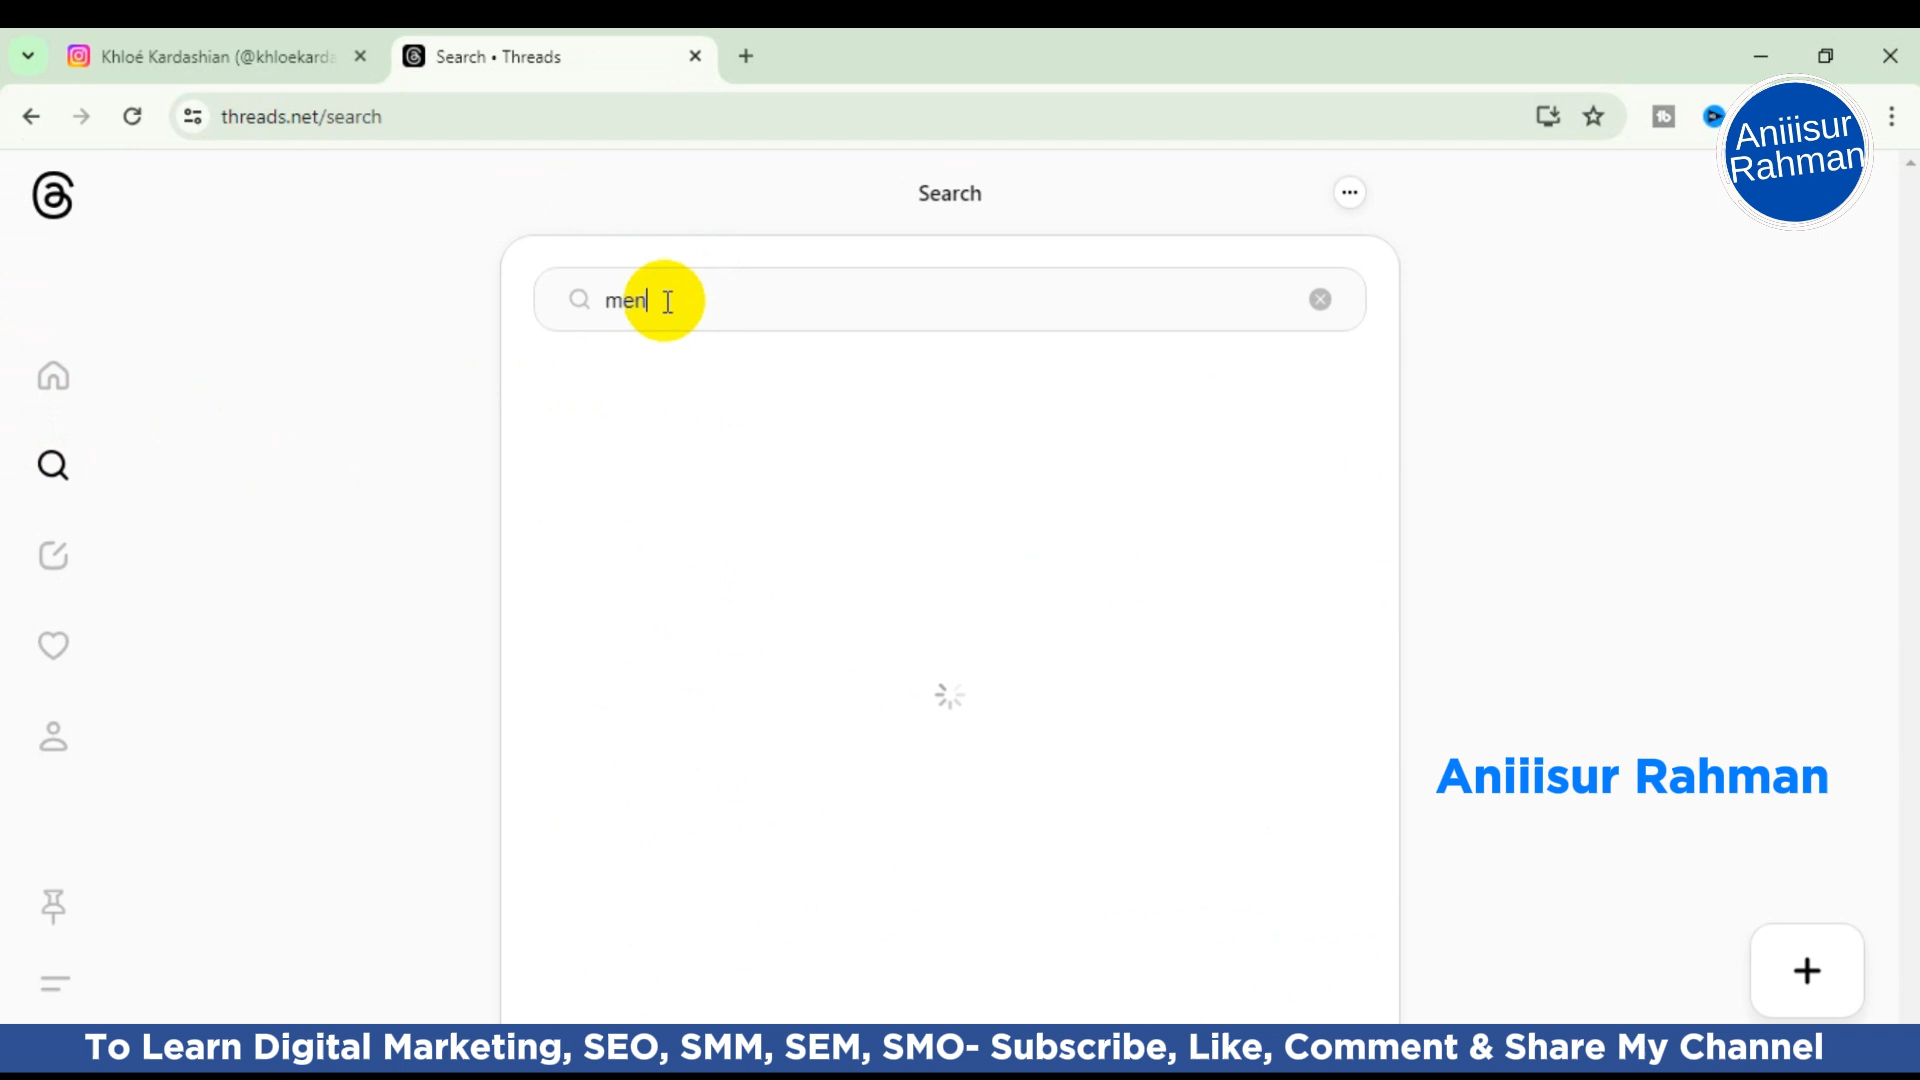 Khloé Kardashian (@khloekarda
Search • Threads
threads.net/search
Aniiisur
Rahman
Search
men
Aniiisur Rahman
To Learn Digital Marketing, SEO, SMM, SEM, SMO- Subscribe, Like, Comment & Share My Channel